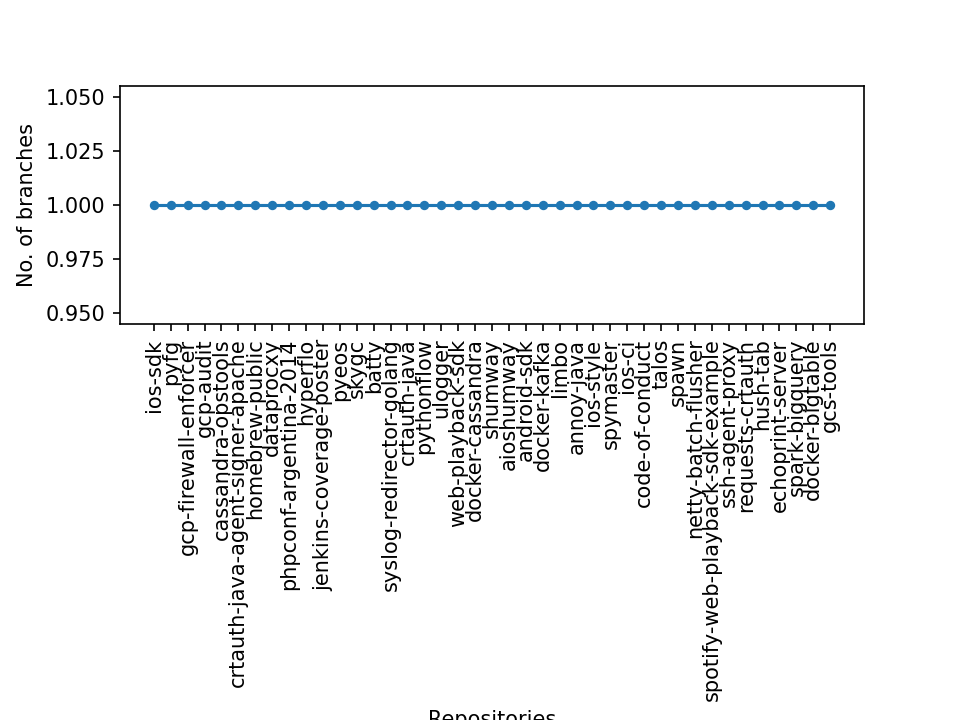 No. of branches
1.050
1.025
1.000
0.975
0.950
ios-sdk
pyfg
gcp-firewall-enforcer
gcp-audit
cassandra-opstools
crtauth-java-agent-signer-apache
homebrew-public
dataprocxy
phpconf-argentina-2014
hyperflo
jenkins-coverage-poster
pyeos
skygc
batty
syslog-redirector-golang
crtauth-java
pythonflow
ulogger
web-playback-sdk
docker-cassandra
shumway
aioshumway
android-sdk
docker-kafka
limbo
annoy-java
ios-style
spymaster
ios-ci
code-of-conduct
talos
spawn
netty-batch-flusher
spotify-web-playback-sdk-example
ssh-agent-proxy
requests-crtauth
hush-tab
echoprint-server
spark-bigquery
docker-bigtable
gcs-tools
Repositories